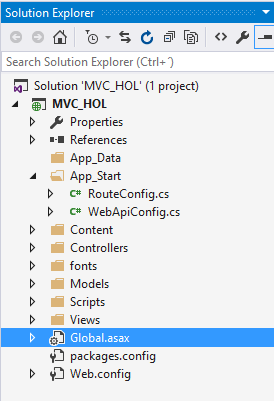 Solution Explorer
Search Solution Explorer (Ctrl+´)
Solution 'MVC_HOL' (1 project)
MVC_HOL
Properties
References
App_Data
App_Start
C# RouteConfig.cs
C# WebApiConfig.cs
Content
Controllers
fonts
Models
Scripts
Views
Global.asax
packages.config
Web.config